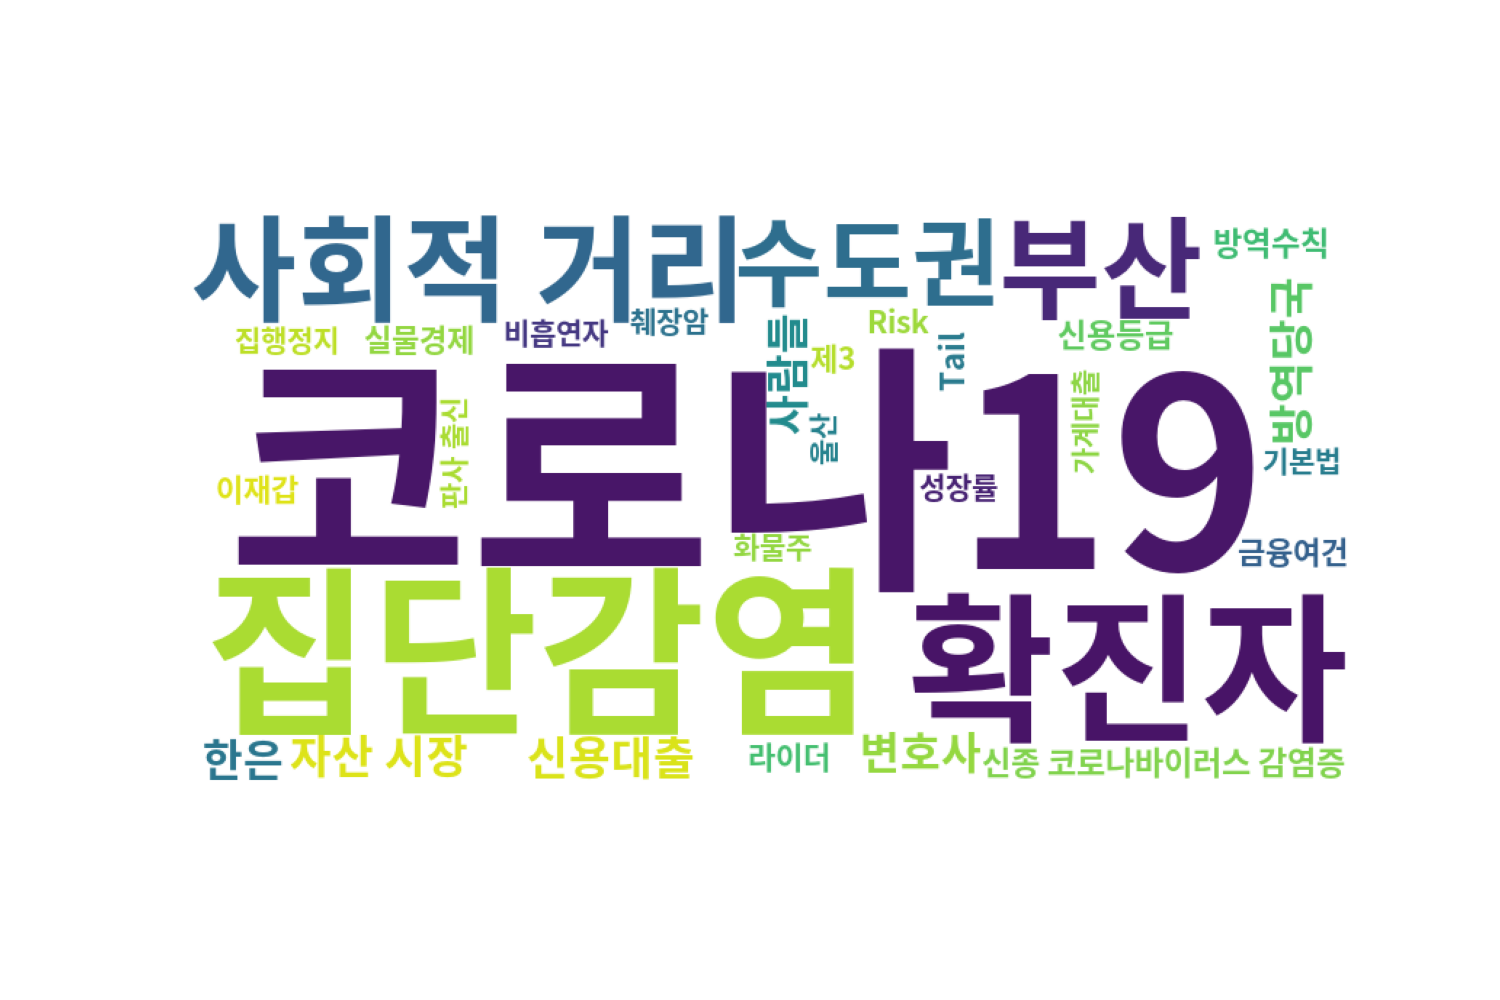 사회적 거리
수도권
부산
방역수칙
집행정지
실물경제
비흡연자
췌장암
사람들
Risk
제3
Tail
신용등급
방역당국
코로나19
판사 출신
울산
가계대출
이재갑
성장률
기본법
화물주
금융여건
집단감염
확진자
한은
자산 시장
신용대출
라이더
변호사
신종 코로나바이러스 감염증